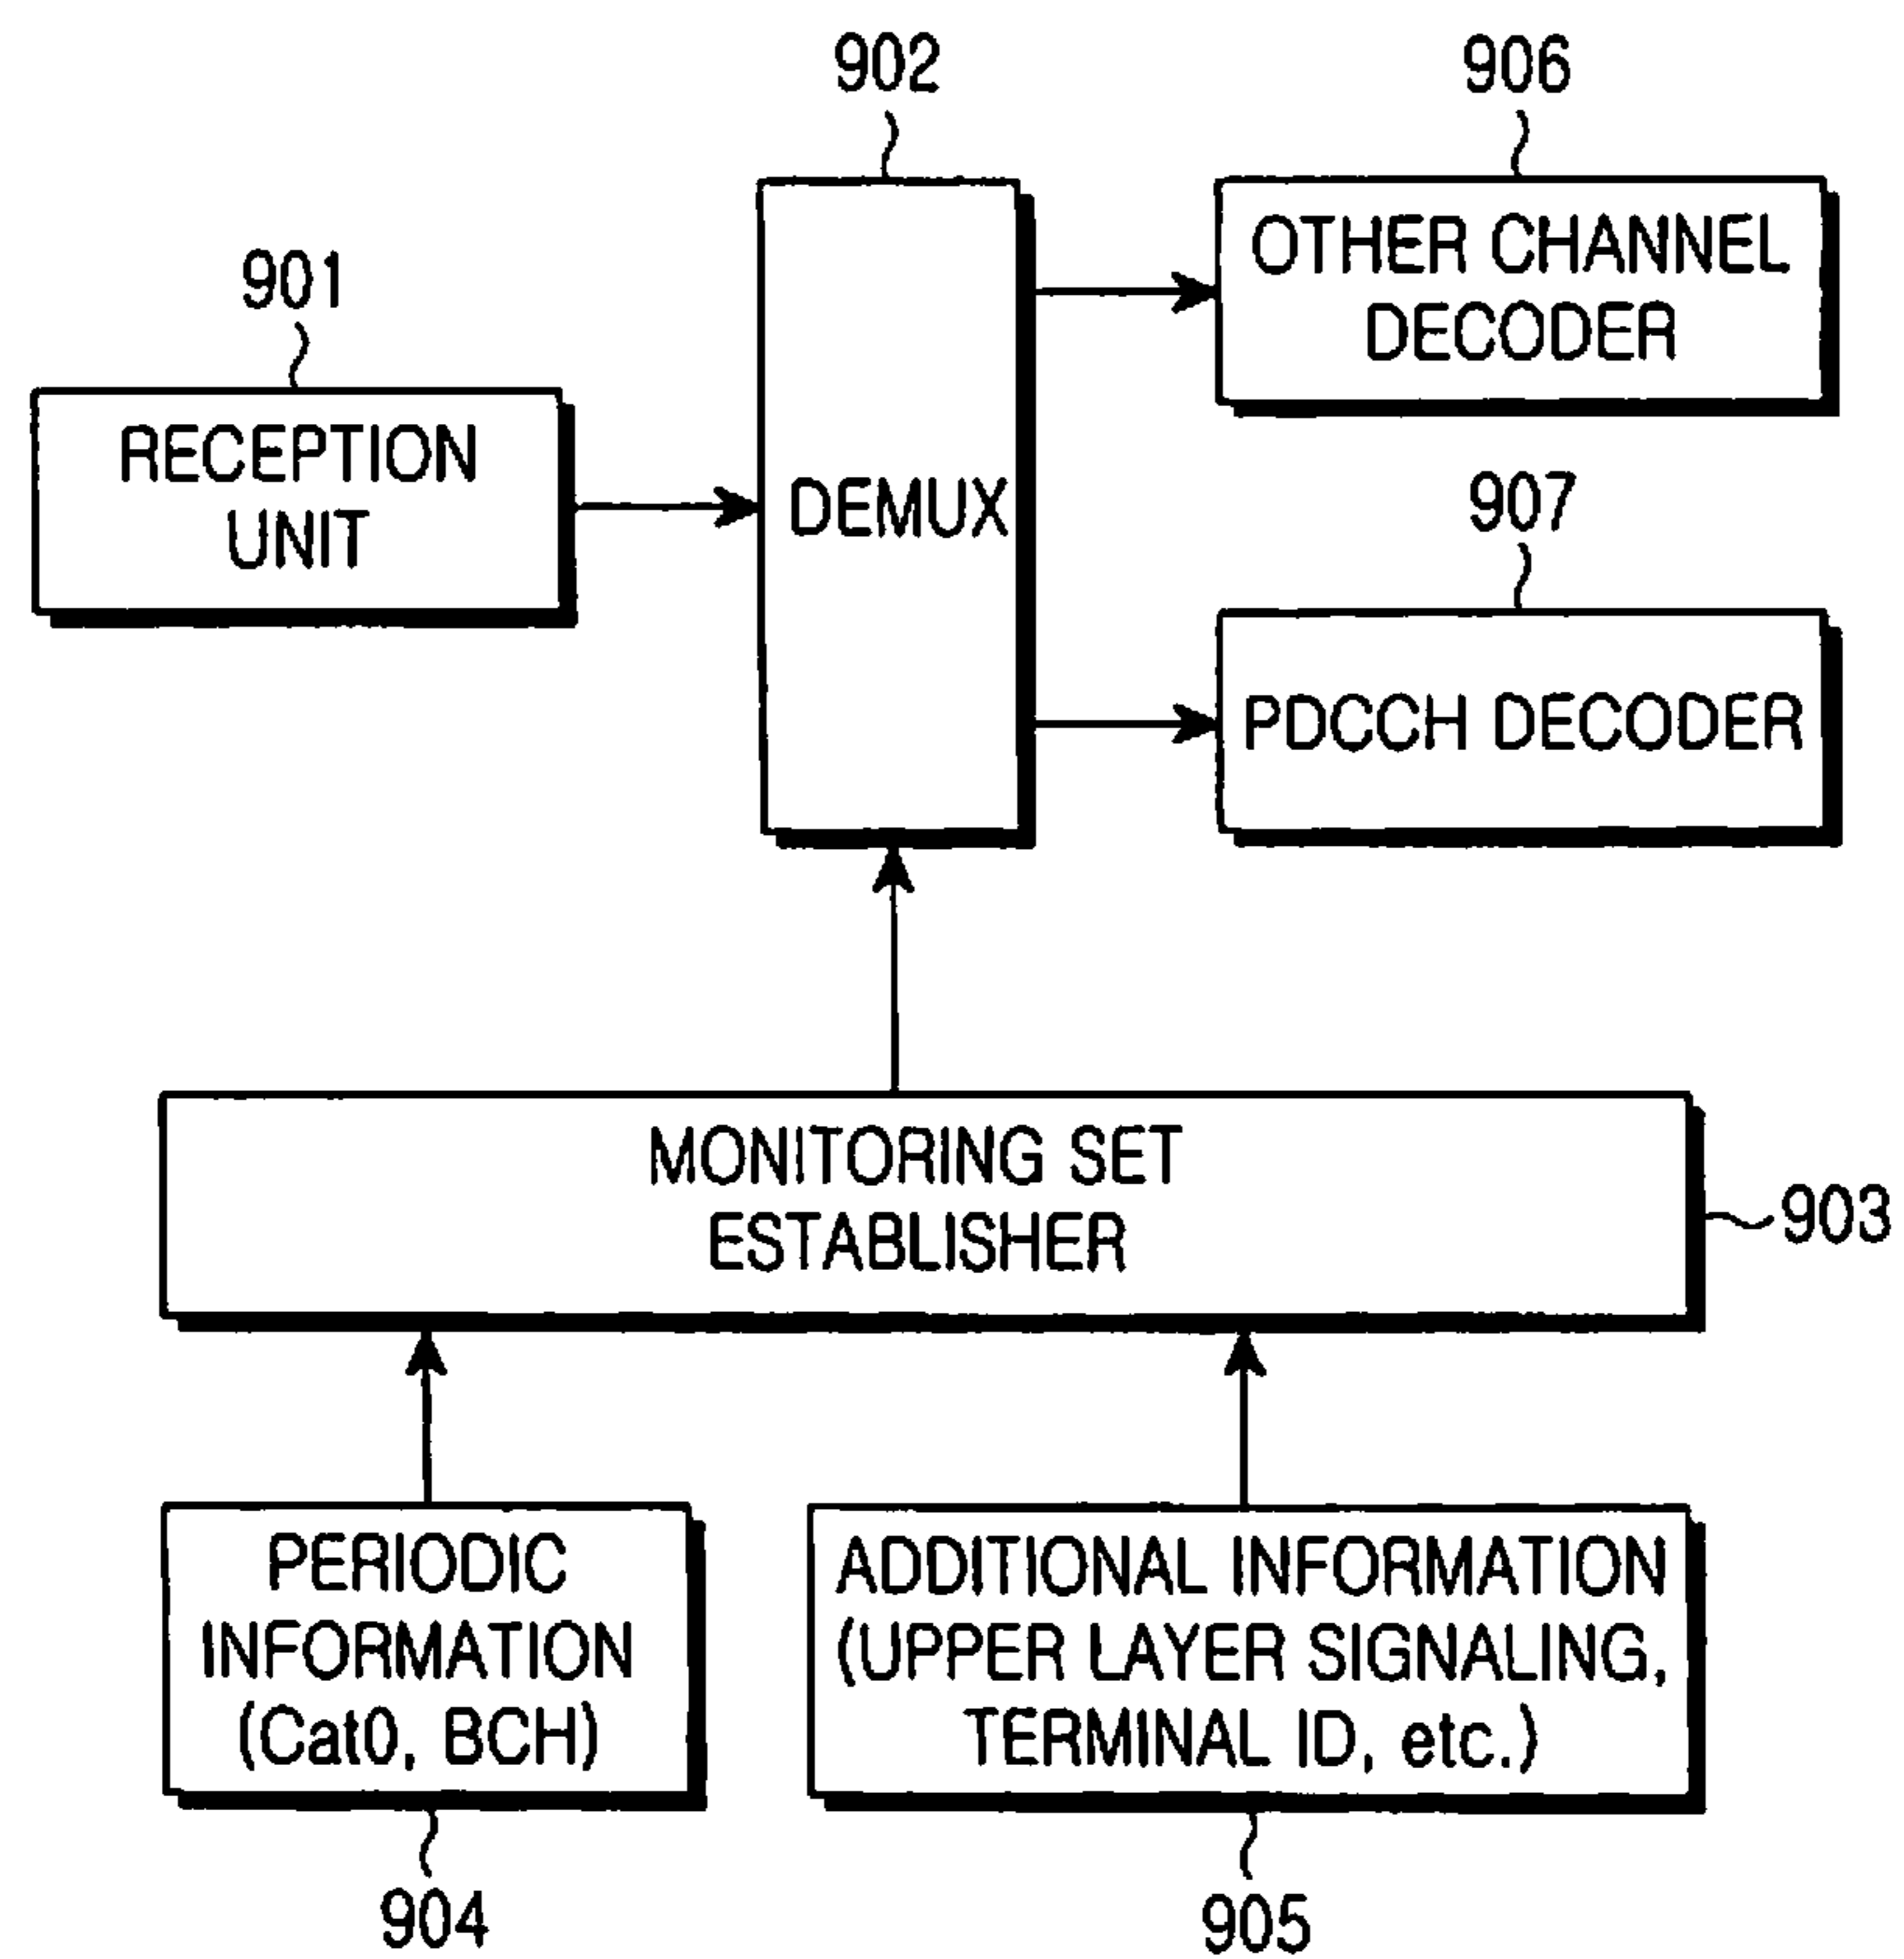 902
906
901
OTHER CHANNEL
DECODER
RECEPTION
UNIT
DEMUX
907
PDCCH DECODER
MONITORING SET
ESTABLISHER
903
PERIODIC
INFORMATION
(Cat0, BCH)
ADDITIONAL INFORMATION
(UPPER LAYER SIGNALING,
TERMINAL ID, etc.)
904
905